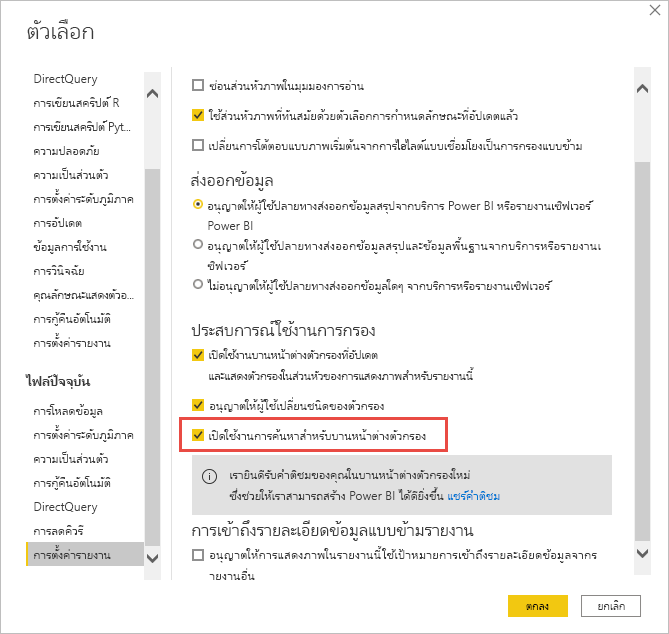 ตัวเลือก
DirectQuery
การเขียนสคริปต์ R
การเขียนสคริปต์ Pyt...
ความปลอดภัย
ความเป็นส่วนตัว
การตั้งค่าระดับภูมิภาค
การอัปเดต
ข้อมูลการใช้งาน
การวินิจฉัย
คุณลักษณะแสดงตัวอ...
การกู้คืนอัตโนมัติ
การตั้งค่ารายงาน
ไฟล์ปัจจุบัน
การโหลดข้อมูล
การตั้งค่าระดับภูมิภาค
ความเป็นส่วนตัว
การกู้คืนอัตโนมัติ
DirectQuery
การลดคิวรี
การตั้งค่ารายงาน
ซ่อนส่วนหัวภาพในมุมมองการอ่าน
ใช้ส่วนหัวภาพที่ทันสมัยด้วยตัวเลือกการกำหนดลักษณะที่อัปเดตแล้ว
เปลี่ยนการโต้ตอบแบบภาพเริ่มต้นจากการไฮไลต์แบบเชื่อมโยงเป็นการกรองแบบข้าม
ส่งออกข้อมูล
อนุญาตให้ผู้ใช้ปลายทางส่งออกข้อมูลสรุปจากบริการ Power BI หรือรายงานเซิฟเวอร์
Power BI
อนุญาตให้ผู้ใช้ปลายทางส่งออกข้อมูลสรุปและข้อมูลพื้นฐานจากบริการหรือรายงาน
เซิฟเวอร์
ไม่อนุญาตให้ผู้ใช้ปลายทางส่งออกข้อมูลใดๆ จากบริการหรือรายงานเซิฟเวอร์
ประสบการณ์ใช้งานการกรอง
เปิดใช้งานบานหน้าต่างตัวกรองที่อัปเดต
และแสดงตัวกรองในส่วนหัวของการแสดงภาพสำหรับรายงานนี้
อนุญาตให้ผู้ใช้เปลี่ยนชนิดของตัวกรอง
เปิดใช้งานการค้นหาสำหรับบานหน้าต่างตัวกรอง
เรายินดีรับคำติชมของคุณในบานหน้าต่างตัวกรองใหม่
ซึ่งช่วยให้เราสามารถสร้าง Power BI ได้ดียิ่งขึ้น แชร์คำติชม
การเข้าถึงรายละเอียดข้อมูลแบบข้ามรายงาน
อนุญาตให้การแสดงภาพในรายงานนี้ใช้เป้าหมายการเข้าถึงรายละเอียดข้อมูลจากร
ายงานอื่น
ตกลง
ยกเลิก